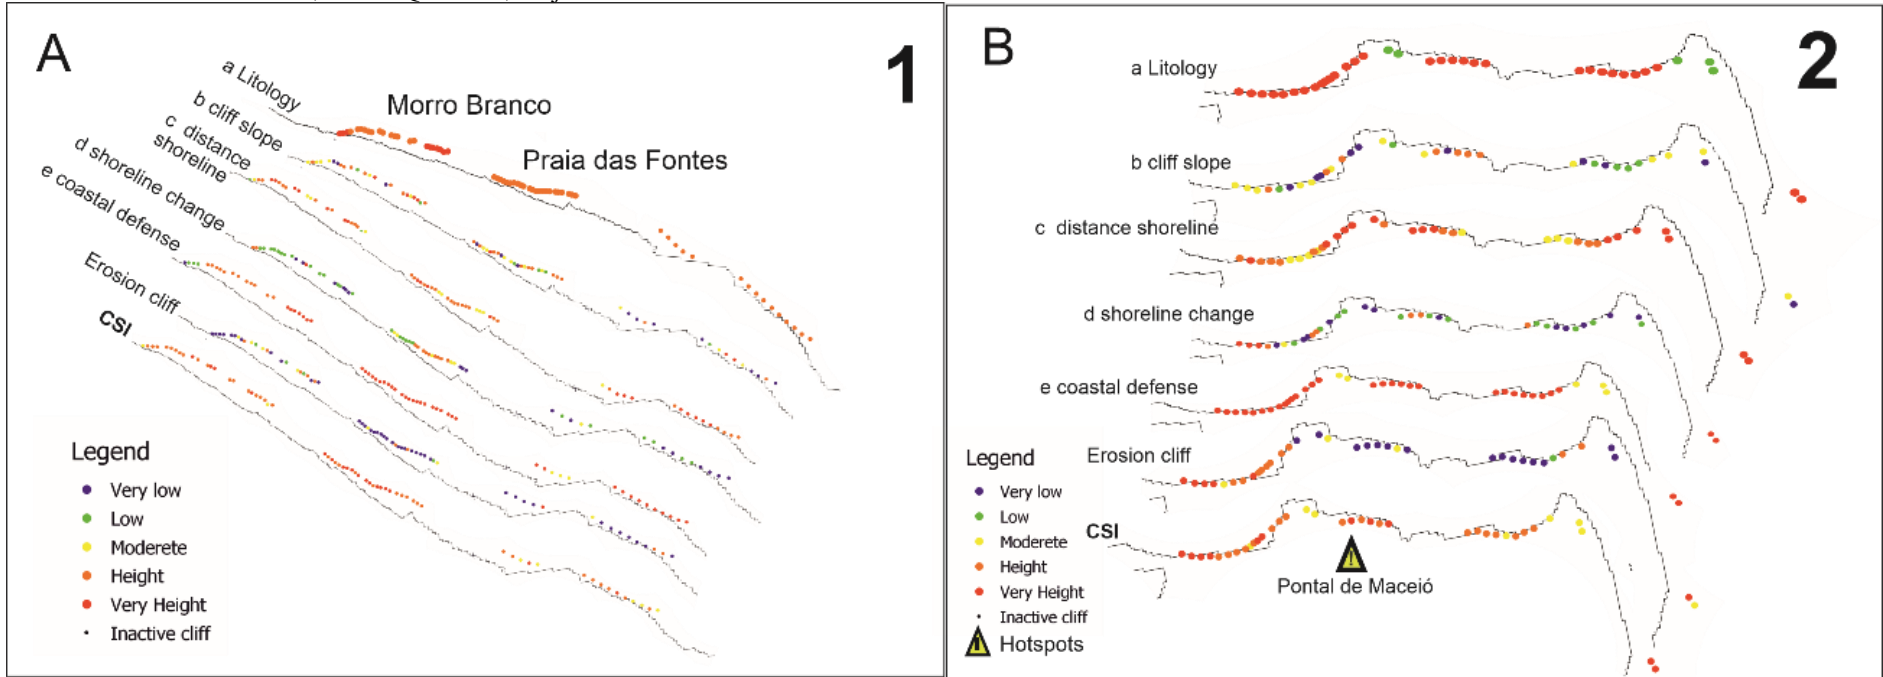 A
1
a Litology
b cliff slope
c distance
shoreline
d shoreline change
e coastal defense
Erosion cliff
CSI
Morro Branco
Praia das Fontes
Legend
Very low
Low
Moderete
Height
Very Height
Inactive cliff
B
2
a Litology
b cliff slope
c distance shoreline
d shoreline change
e coastal defense
Erosion cliff
CSI
Pontal de Maceió
Legend
Very low
Low
Moderete
Height
Very Height
Inactive cliff
Hotspots